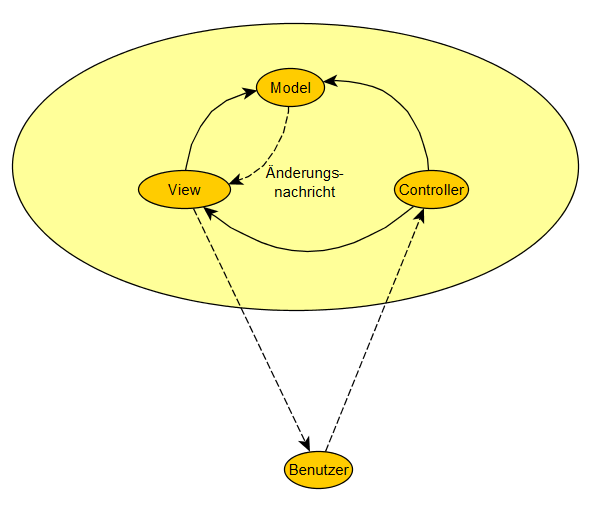 Model
Änderungs-
nachricht
View
Controller
Benutzer